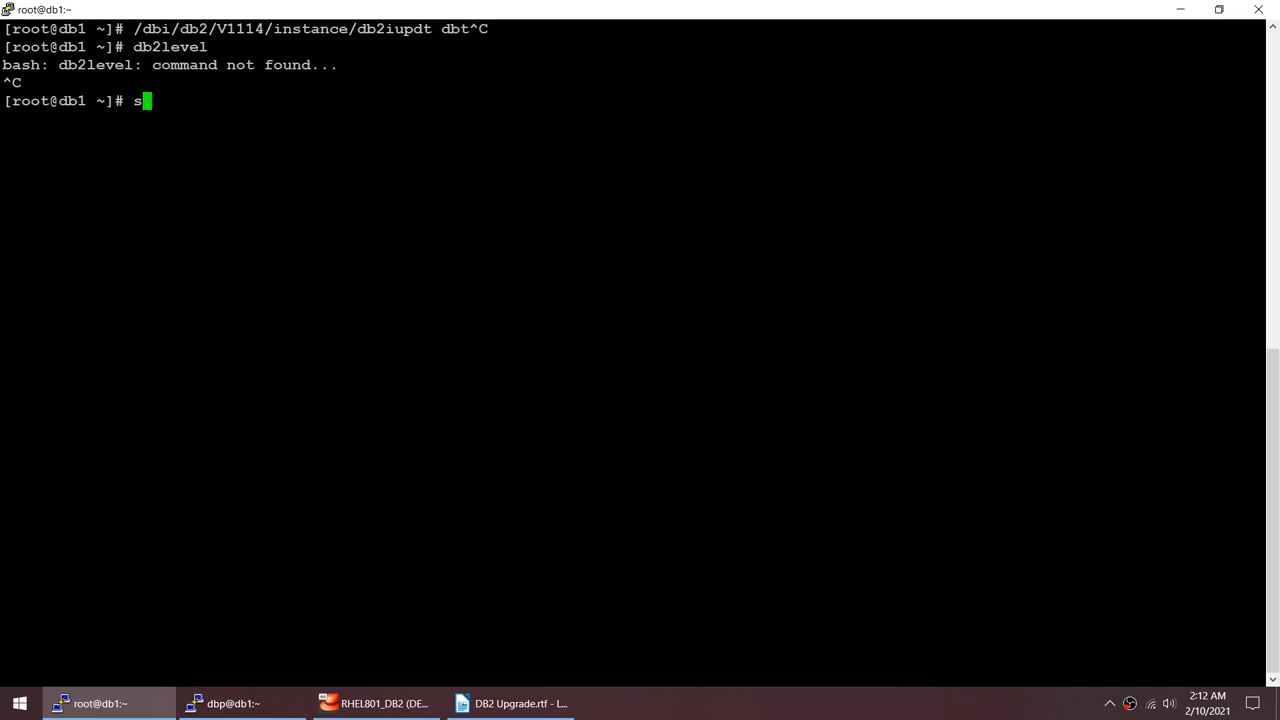 root@db1:~
[root@db1 ~]# /dbi/db2/V1114/instance/db2iupdt dbt^C
[root@db1 ~]# db2level
bash: db2level: command not found...
^C
[root@db1 ~]# s
root@db1:~
dbp@db1:~
RHEL801_DB2 (DE...
DB2 Upgrade.rtf - L...
2:12 AM
2/10/2021